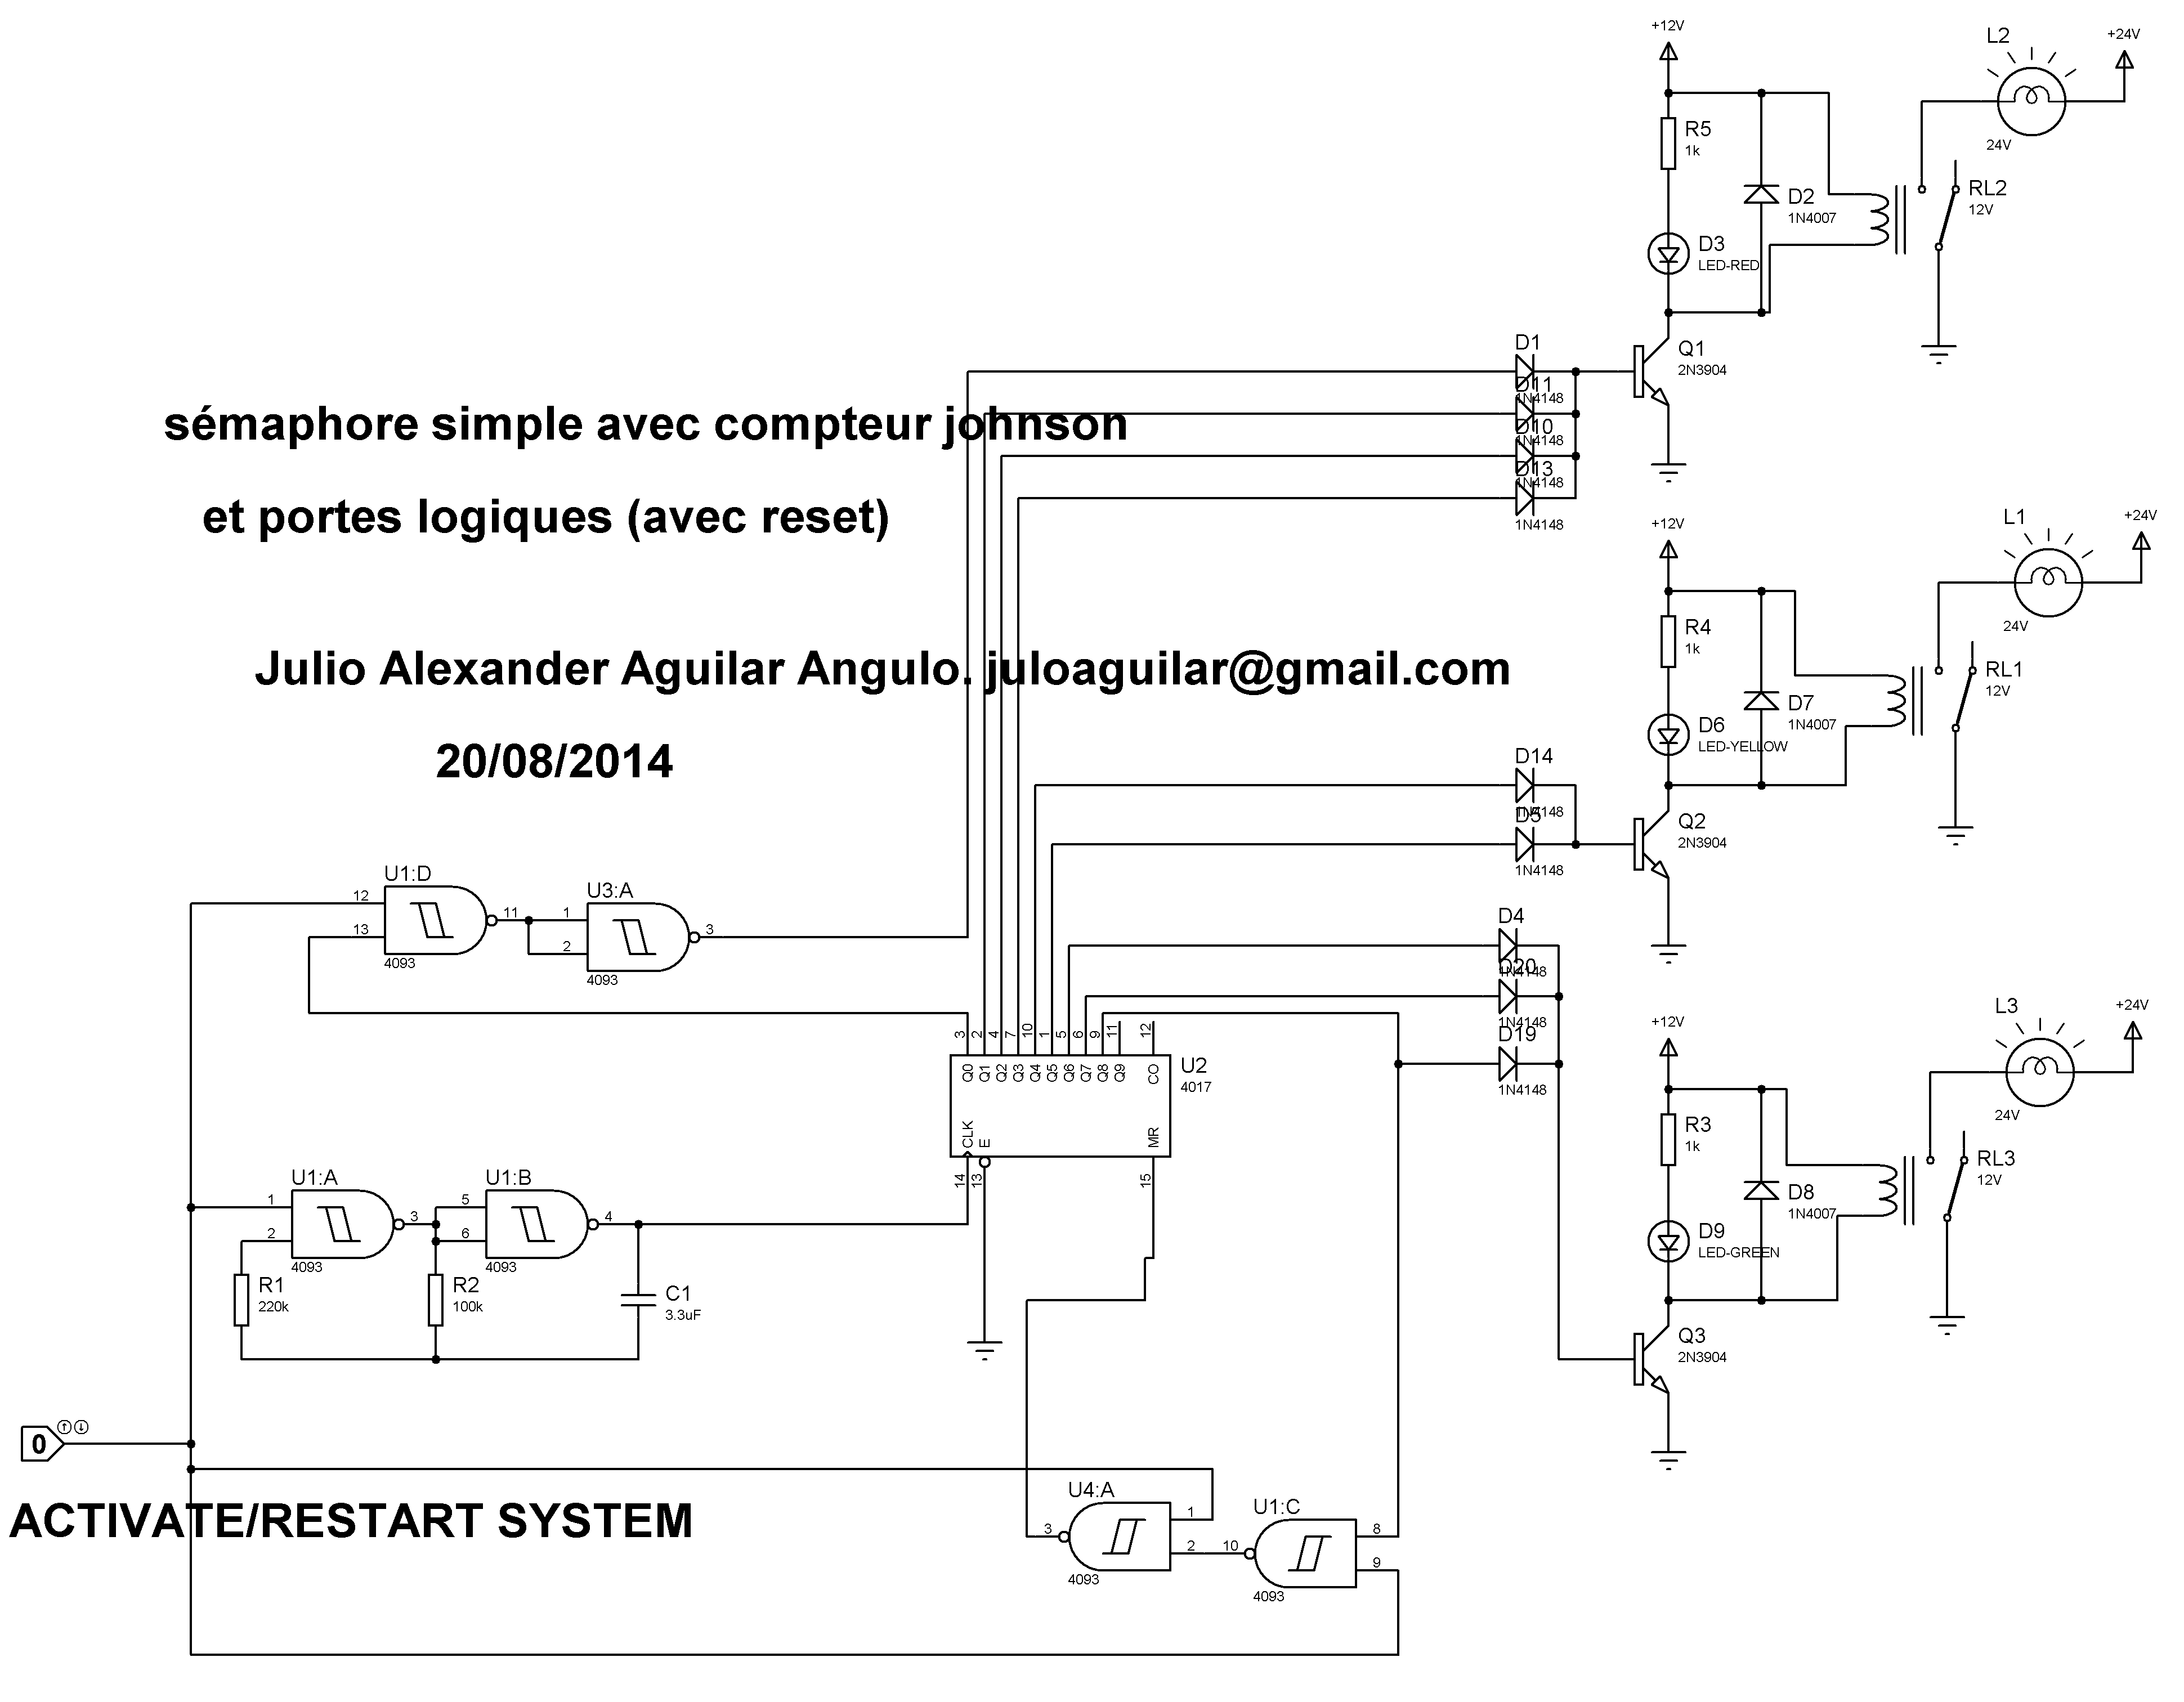 +12V
L2
+24V
R5
1k
24V
D2
1N4007
RL2
12V
D3
LED-RED
D1
Q1
2N3904
D11
1N4148
sémaphore simple avec compteur johnson
D10
1N4148
D13
1N4148
1N4148
et portes logiques (avec reset)
+12V
L1
+24V
R4
1k
24V
Julio Alexander Aguilar Angulo. juloaguilar@gmail.com
RL1
12V
D7
1N4007
D6
LED-YELLOW
20/08/2014
D14
1N4148
D5
1N4148
Q2
2N3904
U1:D
12
13
11
4093
U3:A
1
2
3
4093
D4
1N4148
D20
1N4148
D19
1N4148
+12V
L3
+24V
24V
3 2 4 7 10 1 5 6 9 11 12
Q0 Q1 Q2 Q3 Q4 Q5 Q6 Q7 Q8 Q9 CO
U2
4017
CLK E MR
14 13 15
R3
1k
RL3
12V
D8
1N4007
D9
LED-GREEN
U1:A
1
2
3
4093
U1:B
5
6
4
4093
R1
220k
R2
100k
C1
3.3uF
Q3
2N3904
0
ACTIVATE/RESTART SYSTEM
U4:A
1
2
3
4093
U1:C
8
9
10
4093